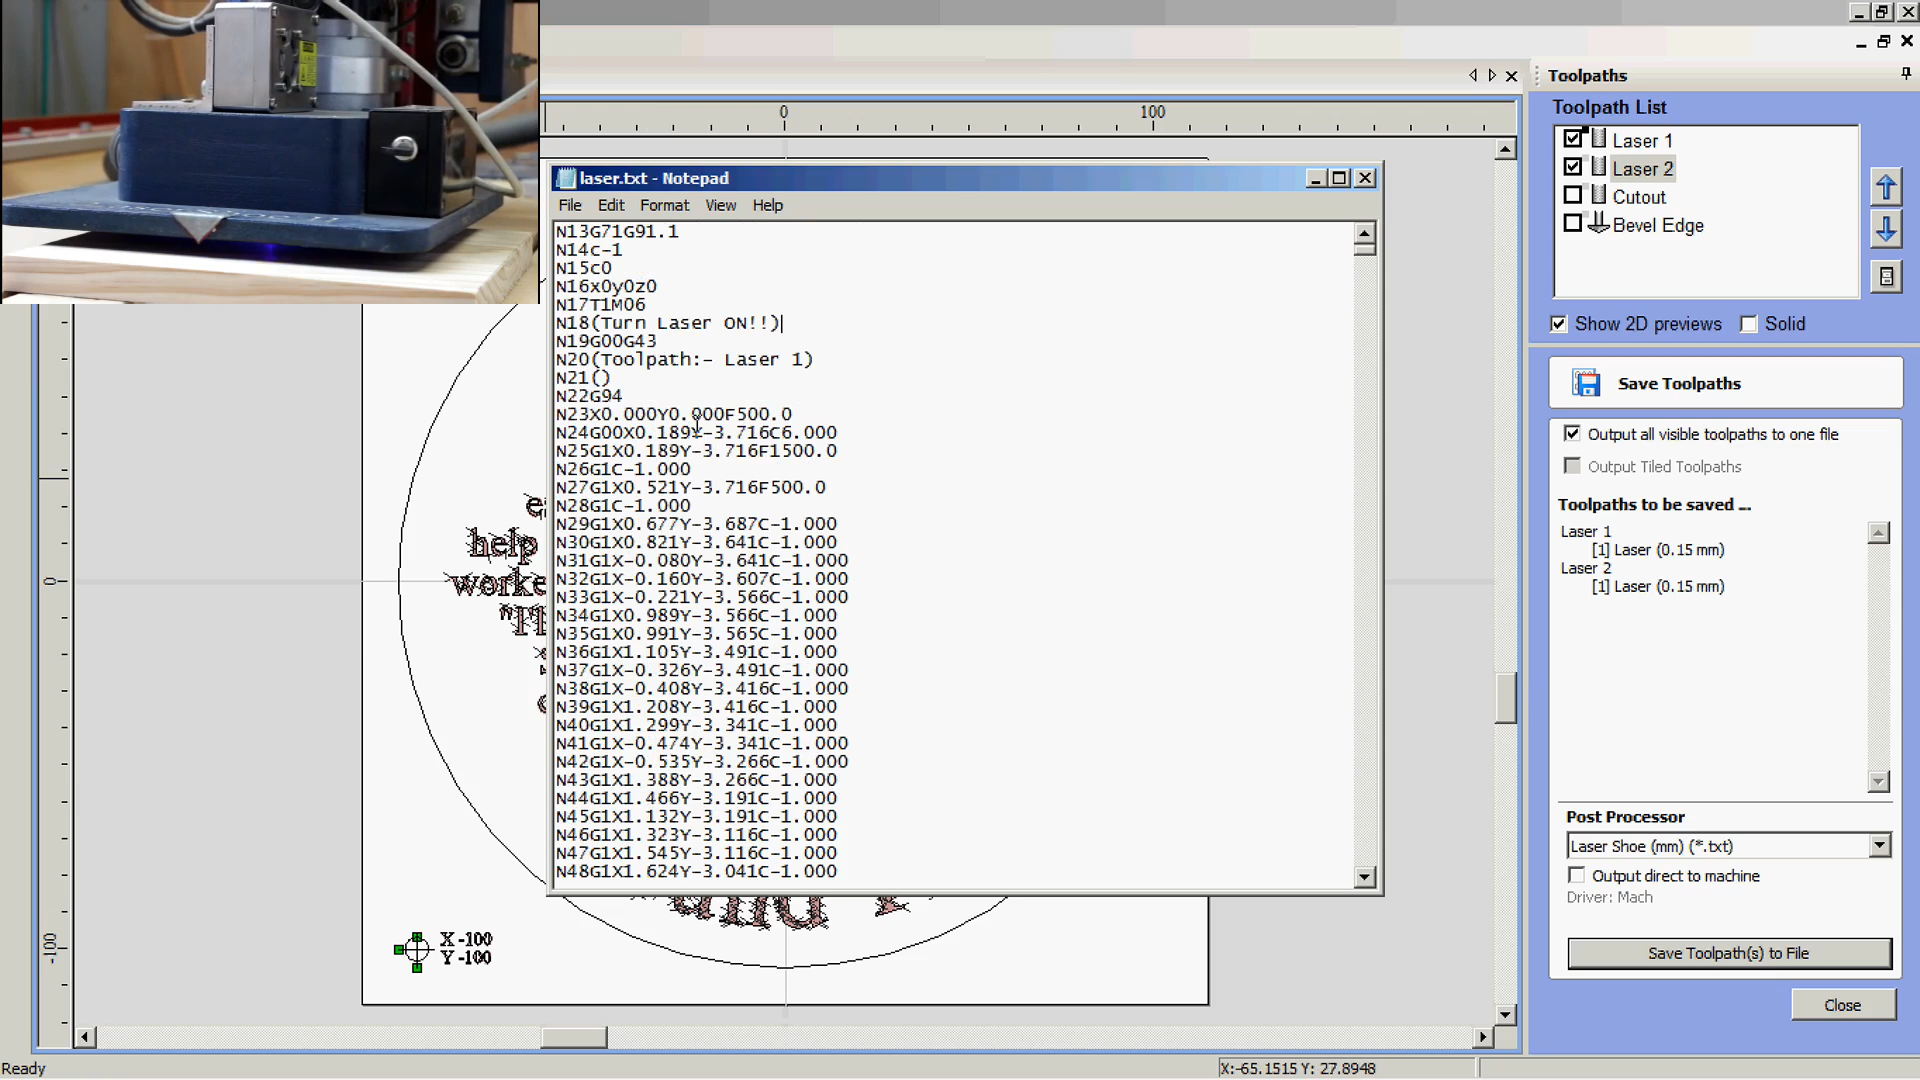 0
100
Toolpaths
Toolpath List
Laser 1
Laser 2
Cutout
Bevel Edge
Show 2D previews
Solid
Save Toolpaths
Output all visible toolpaths to one file
Output Tiled Toolpaths
Toolpaths to be saved ...
Laser 1
[1] Laser (0.15 mm)
Laser 2
[1] Laser (0.15 mm)
Post Processor
Laser Shoe (mm) (*.txt)
Output direct to machine
Driver: Mach
Save Toolpath(s) to File
Close
laser.txt - Notepad
File Edit Format View Help
N13G71G91.1
N14c-1
N15c0
N16x0y0z0
N17T1M06
N18(Turn Laser ON!!)
N19G00G43
N20(Toolpath:- Laser 1)
N21()
N22G94
N23X0.000Y0.000F500.0
N24G00X0.189Y-3.716C6.000
N25G1X0.189Y-3.716F1500.0
N26G1C-1.000
N27G1X0.521Y-3.716F500.0
N28G1C-1.000
N29G1X0.677Y-3.687C-1.000
N30G1X0.821Y-3.641C-1.000
N31G1X-0.080Y-3.641C-1.000
N32G1X-0.160Y-3.607C-1.000
N33G1X-0.221Y-3.566C-1.000
N34G1X0.989Y-3.566C-1.000
N35G1X0.991Y-3.565C-1.000
N36G1X1.105Y-3.491C-1.000
N37G1X-0.326Y-3.491C-1.000
N38G1X-0.408Y-3.416C-1.000
N39G1X1.208Y-3.416C-1.000
N40G1X1.299Y-3.341C-1.000
N41G1X-0.474Y-3.341C-1.000
N42G1X-0.535Y-3.266C-1.000
N43G1X1.388Y-3.266C-1.000
N44G1X1.466Y-3.191C-1.000
N45G1X1.132Y-3.191C-1.000
N46G1X1.323Y-3.116C-1.000
N47G1X1.545Y-3.116C-1.000
N48G1X1.624Y-3.041C-1.000
help
worke
0
-100
X -100
Y -100
Ready
X:-65.1515 Y: 27.8948